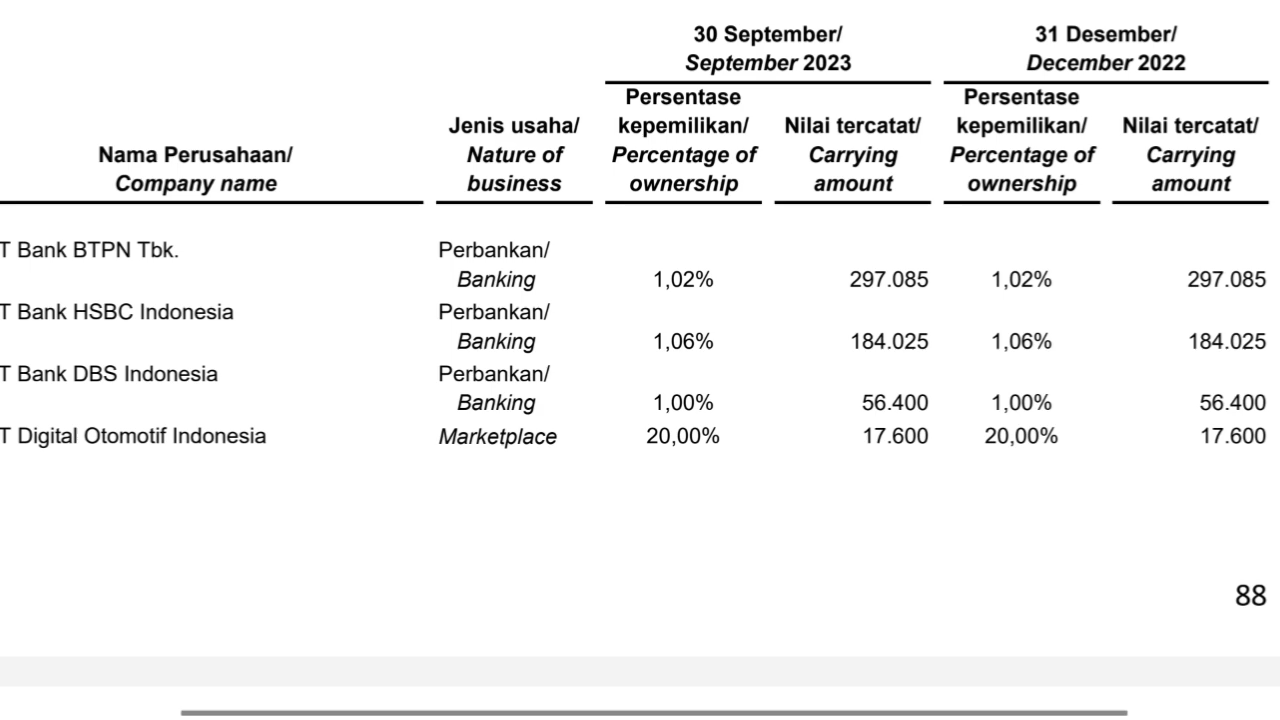 30 September/ 31 Desember/
September 2023 December 2022
Persentase Persentase
Jenis usaha/ kepemilikan/ Nilai tercatat/ kepemilikan/ Nilai tercatat/
Nama Perusahaan/ Nature of Percentage of Carrying Percentage of Carrying
Company name business ownership amount ownership amount
T Bank BTPN Tbk. Perbankan/
Banking 1,02% 297.085 1,02% 297.085
T Bank HSBC Indonesia Perbankan/
Banking 1,06% 184.025 1,06% 184.025
T Bank DBS Indonesia Perbankan/
Banking 1,00% 56.400 1,00% 56.400
T Digital Otomotif Indonesia Marketplace 20,00% 17.600 20,00% 17.600
88